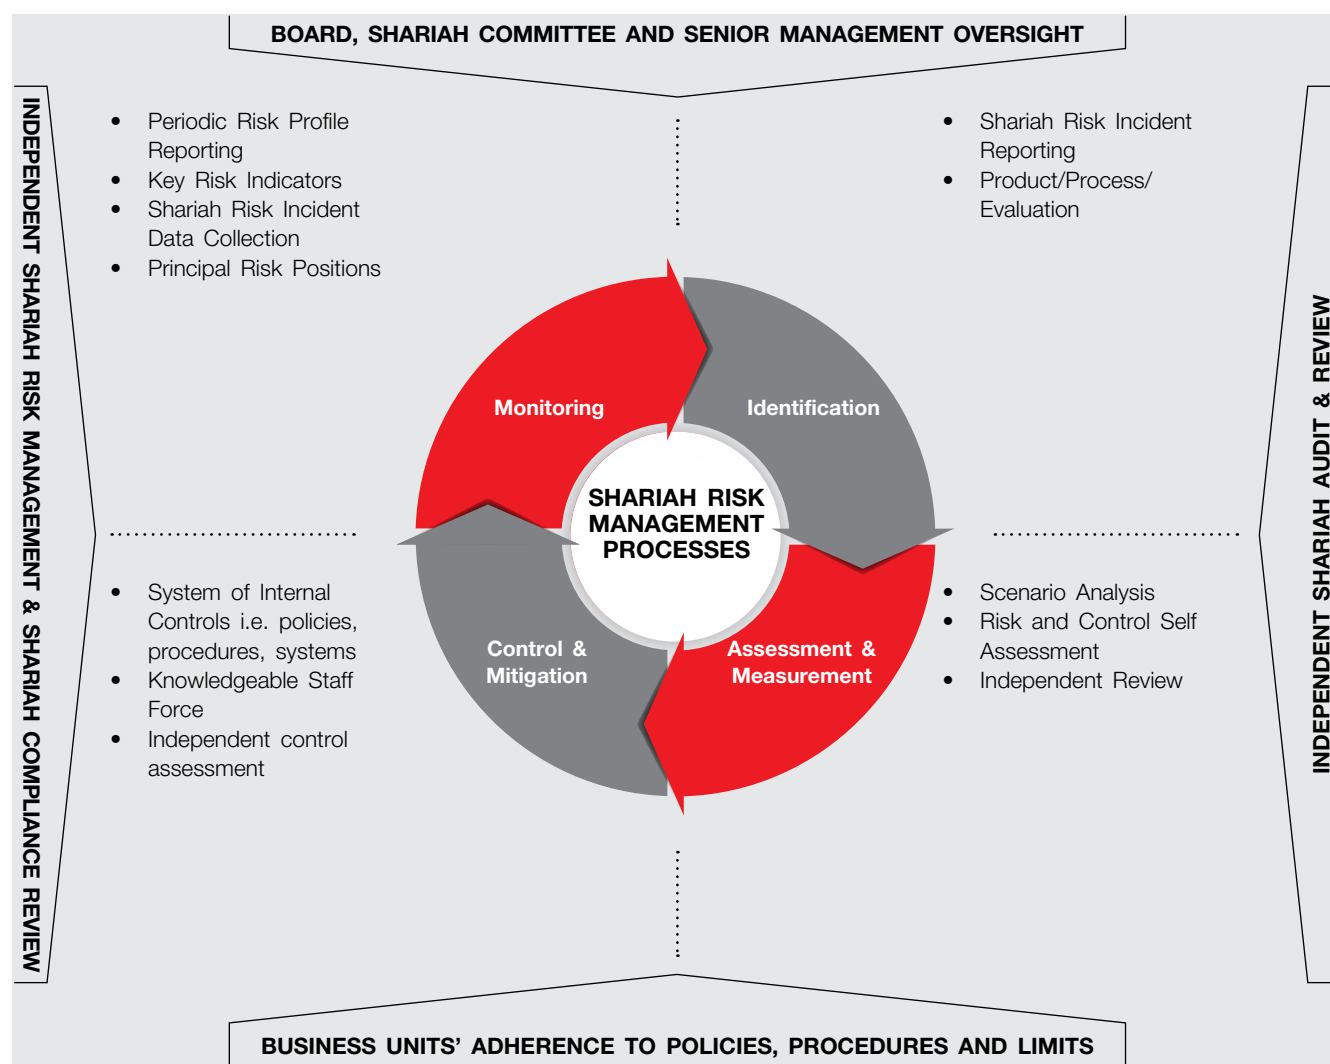 BOARD, SHARIAH COMMITTEE AND SENIOR MANAGEMENT OVERSIGHT
INDEPENDENT SHARIAH RISK MANAGEMENT & SHARIAH COMPLIANCE REVIEW
• Periodic Risk Profile
Reporting
• Key Risk Indicators
• Shariah Risk Incident
Data Collection
• Principal Risk Positions
• Shariah Risk Incident
Reporting
• Product/Process/
Evaluation
INDEPENDENT SHARIAH AUDIT & REVIEW
Monitoring
Identification
SHARIAH RISK
MANAGEMENT
PROCESSES
Control &
Mitigation
Assessment &
Measurement
• System of Internal
Controls i.e. policies,
procedures, systems
• Knowledgeable Staff
Force
• Independent control
assessment
• Scenario Analysis
• Risk and Control Self
Assessment
• Independent Review
BUSINESS UNITS’ ADHERENCE TO POLICIES, PROCEDURES AND LIMITS